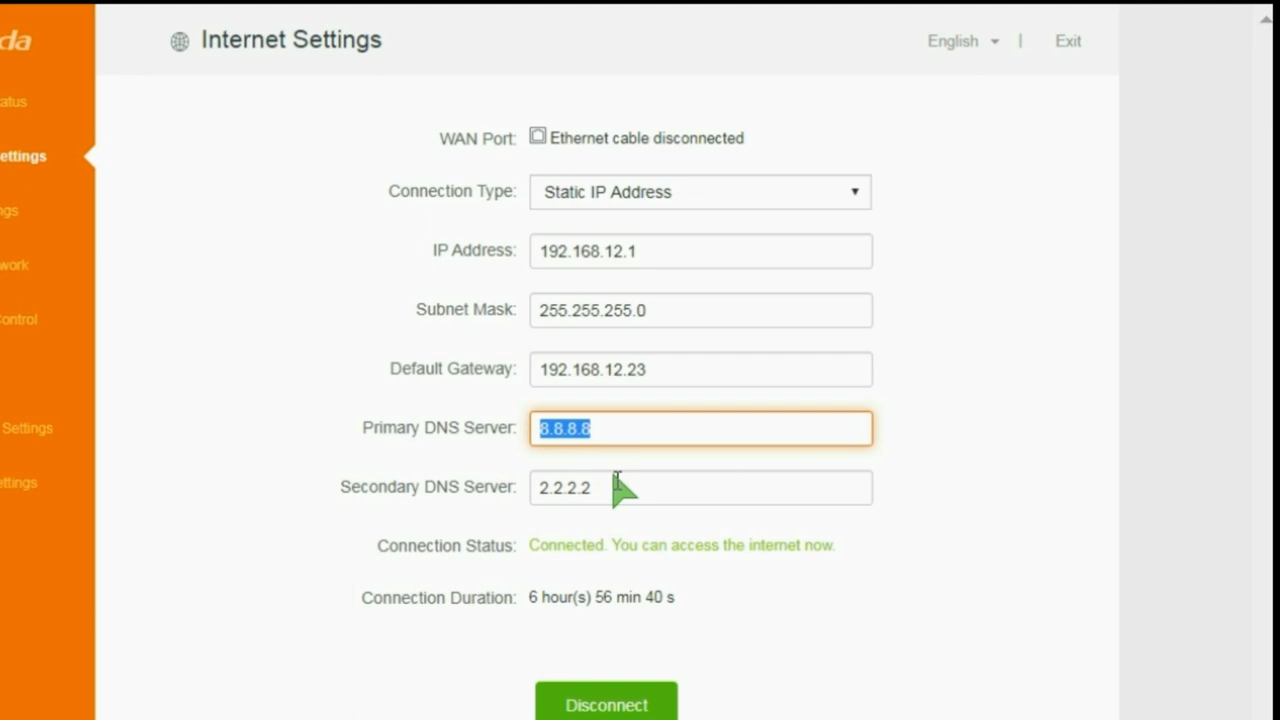 da
Internet Settings
English
|
Exit
atus
ettings
ngs
work
Control
Settings
ettings
WAN Port: Ethernet cable disconnected
Connection Type: Static IP Address
IP Address: 192.168.12.1
Subnet Mask: 255.255.255.0
Default Gateway: 192.168.12.23
Primary DNS Server: 8.8.8.8
Secondary DNS Server: 2.2.2.2
Connection Status: Connected. You can access the internet now.
Connection Duration: 6 hour(s) 56 min 40 s
Disconnect